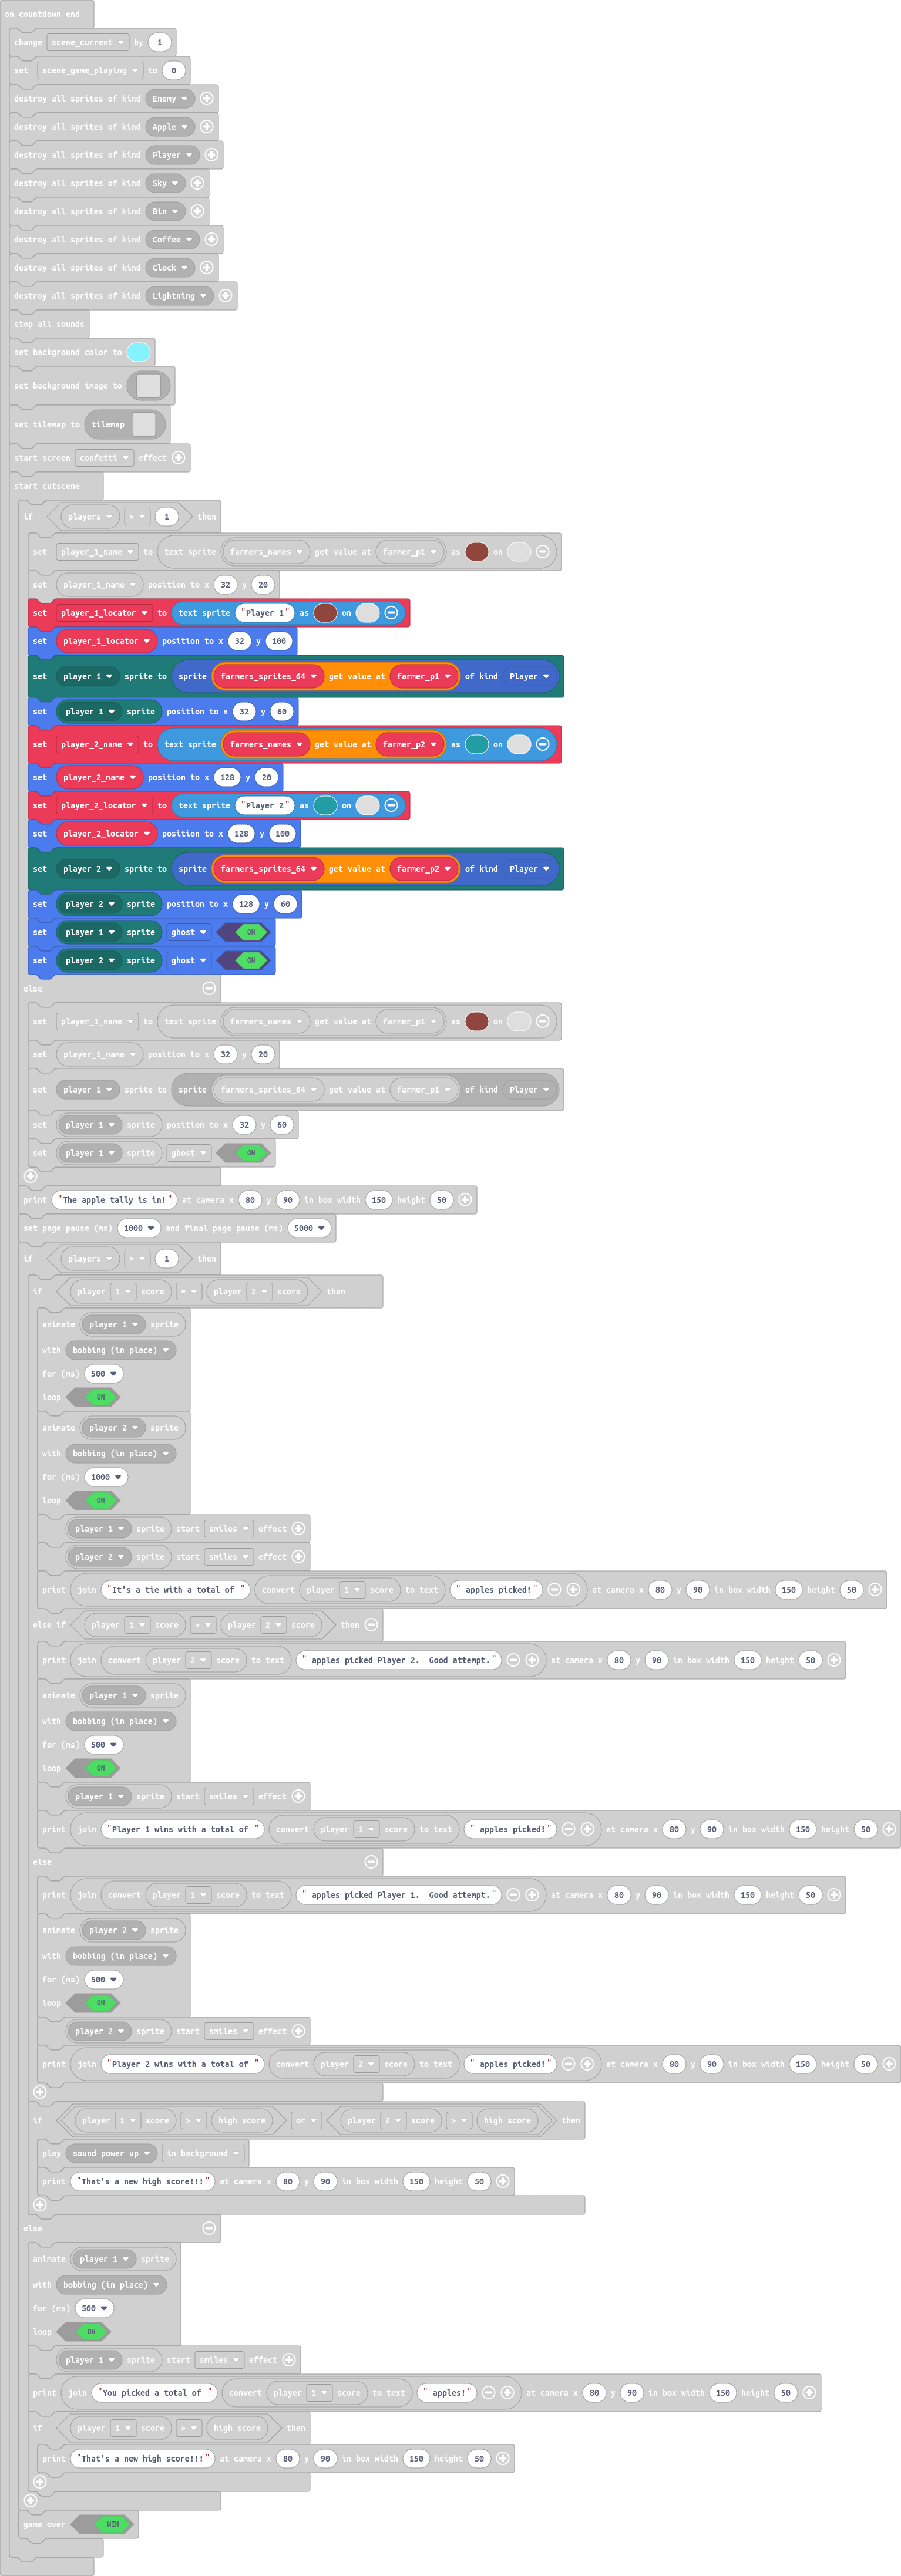 on countdown end
change scene_current by 1
set scene_game_playing to 0
destroy all sprites of kind Enemy
destroy all sprites of kind Apple
destroy all sprites of kind Player
destroy all sprites of kind Sky
destroy all sprites of kind Bin
destroy all sprites of kind Coffee
destroy all sprites of kind Clock
destroy all sprites of kind Lightning
stop all sounds
set background color to
set background image to
set tilemap to tilemap
start screen confetti effect
start cutscene
if players > 1 then
set player_1_name to text sprite farmers_names get value at farmer_p1 as on
set player_1_name position to x 32 y 20
set player_1_locator to text sprite "Player 1" as on
set player_1_locator position to x 32 y 100
set player 1 sprite to sprite farmers_sprites_64 get value at farmer_p1 of kind Player
set player 1 sprite position to x 32 y 60
set player_2_name to text sprite farmers_names get value at farmer_p2 as on
set player_2_name position to x 128 y 20
set player_2_locator to text sprite "Player 2" as on
set player_2_locator position to x 128 y 100
set player 2 sprite to sprite farmers_sprites_64 get value at farmer_p2 of kind Player
set player 2 sprite position to x 128 y 60
set player 1 sprite ghost ON
set player 2 sprite ghost ON
else
set player_1_name to text sprite farmers_names get value at farmer_p1 as on
set player_1_name position to x 32 y 20
set player 1 sprite to sprite farmers_sprites_64 get value at farmer_p1 of kind Player
set player 1 sprite position to x 32 y 60
set player 1 sprite ghost ON
print "The apple tally is in!" at camera x 80 y 90 in box width 150 height 50
set page pause (ms) 1000 and final page pause (ms) 5000
if players > 1 then
if player 1 score = player 2 score then
animate player 1 sprite
with bobbing (in place)
for (ms) 500
loop ON
animate player 2 sprite
with bobbing (in place)
for (ms) 1000
loop ON
player 1 sprite start smiles effect
player 2 sprite start smiles effect
print join "It's a tie with a total of " convert player 1 score to text " apples picked!" at camera x 80 y 90 in box width 150 height 50
else if player 1 score > player 2 score then
print join convert player 2 score to text " apples picked Player 2.  Good attempt." at camera x 80 y 90 in box width 150 height 50
animate player 1 sprite
with bobbing (in place)
for (ms) 500
loop ON
player 1 sprite start smiles effect
print join "Player 1 wins with a total of " convert player 1 score to text " apples picked!" at camera x 80 y 90 in box width 150 height 50
else
print join convert player 1 score to text " apples picked Player 1.  Good attempt." at camera x 80 y 90 in box width 150 height 50
animate player 2 sprite
with bobbing (in place)
for (ms) 500
loop ON
player 2 sprite start smiles effect
print join "Player 2 wins with a total of " convert player 2 score to text " apples picked!" at camera x 80 y 90 in box width 150 height 50
if player 1 score > high score or player 2 score > high score then
play sound power up in background
print "That's a new high score!!!" at camera x 80 y 90 in box width 150 height 50
else
animate player 1 sprite
with bobbing (in place)
for (ms) 500
loop ON
player 1 sprite start smiles effect
print join "You picked a total of " convert player 1 score to text " apples!" at camera x 80 y 90 in box width 150 height 50
if player 1 score > high score then
print "That's a new high score!!!" at camera x 80 y 90 in box width 150 height 50
game over WIN